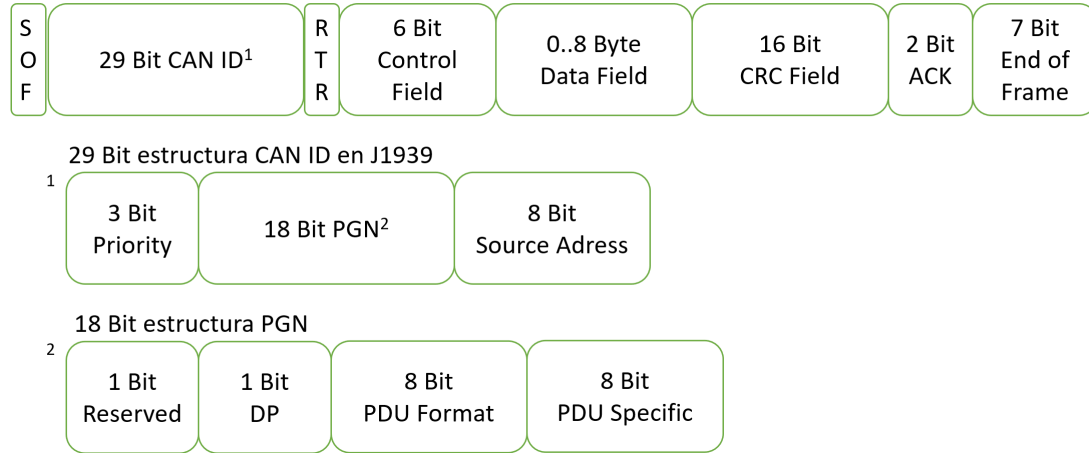 S
O
F
29 Bit CAN ID¹
R
T
R
6 Bit
Control
Field
0..8 Byte
Data Field
16 Bit
CRC Field
2 Bit
ACK
7 Bit
End of
Frame
29 Bit estructura CAN ID en J1939
1
3 Bit
Priority
18 Bit PGN²
8 Bit
Source Adress
18 Bit estructura PGN
2
1 Bit
Reserved
1 Bit
DP
8 Bit
PDU Format
8 Bit
PDU Specific